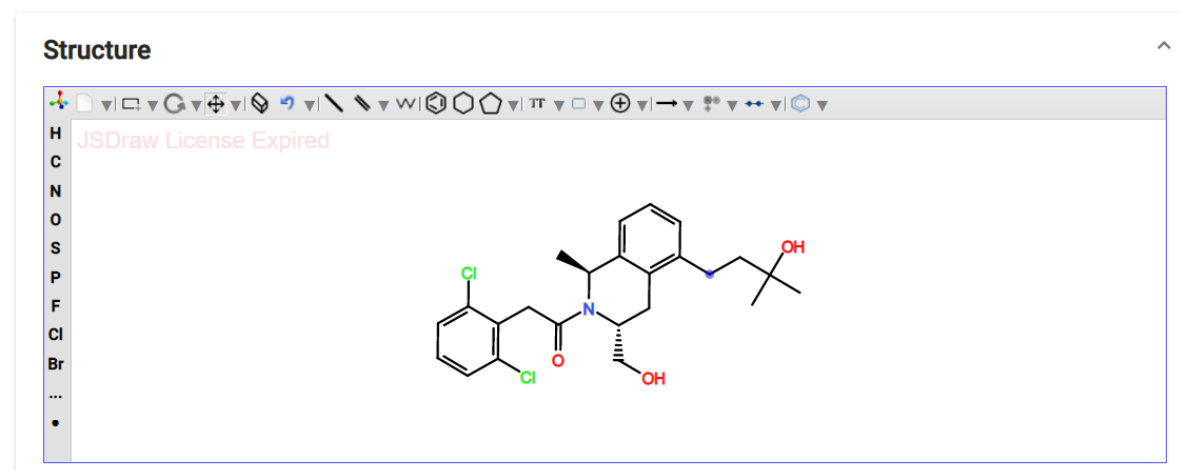 Structure
H
C
N
O
S
P
F
Cl
Br
...
JSDraw License Expired
OH
Cl
N
O
Cl
OH